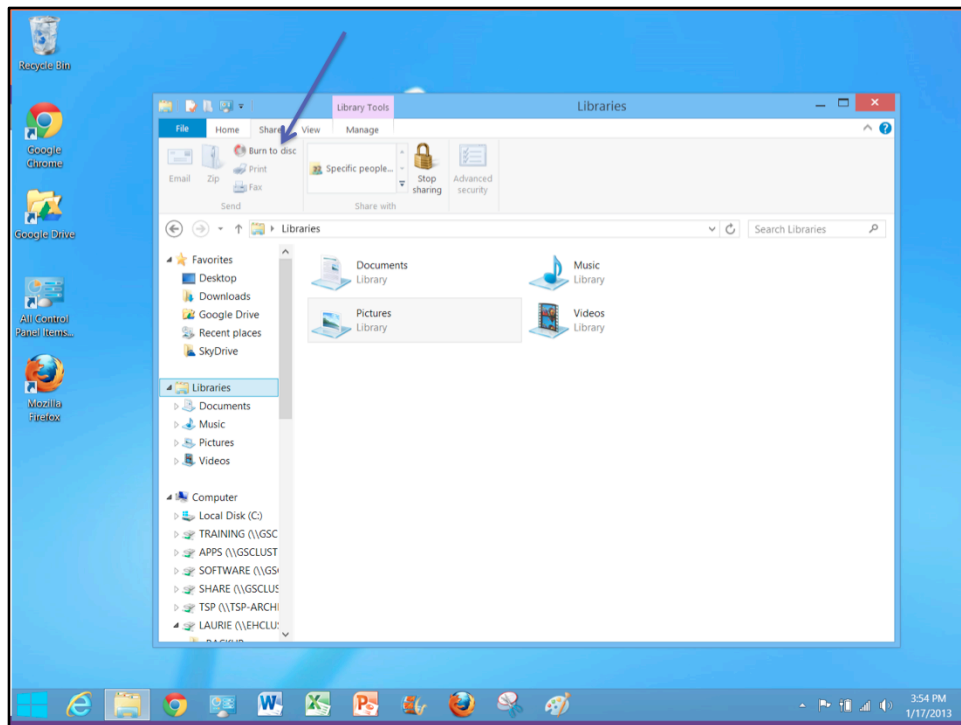 Recycle Bin
Google
Chrome
Google Drive
All Control
Panel Items...
Mozilla
Firefox
Library Tools
Libraries
File
Home
Share
View
Manage
Email
Zip
Burn to disc
Print
Fax
Send
Specific people...
Stop
sharing
Share with
Advanced
security
Libraries
Search Libraries
Favorites
Desktop
Downloads
Google Drive
Recent places
SkyDrive
Libraries
Documents
Music
Pictures
Videos
Computer
Local Disk (C:)
TRAINING (\\GSC
APPS (\\GSCLUST
SOFTWARE (\\GS
SHARE (\\GSCLUS
TSP (\\TSP-ARCHI
LAURIE (\\EHCLU
Documents
Library
Music
Library
Pictures
Library
Videos
Library
3:54 PM
1/17/2013